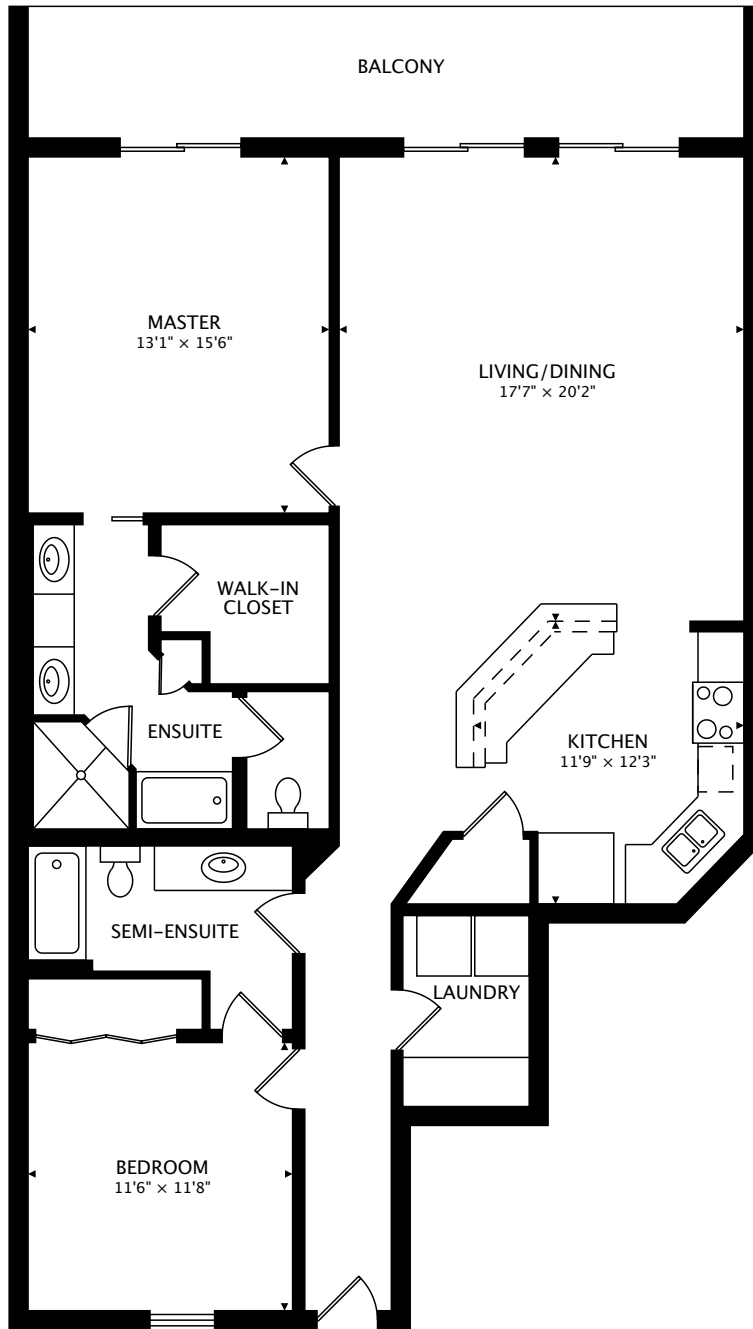 BALCONY
MASTER
13'1" × 15'6"
LIVING/DINING
17'7" × 20'2"
WALK-IN
CLOSET
ENSUITE
KITCHEN
11'9" × 12'3"
SEMI-ENSUITE
LAUNDRY
BEDROOM
11'6" × 11'8"